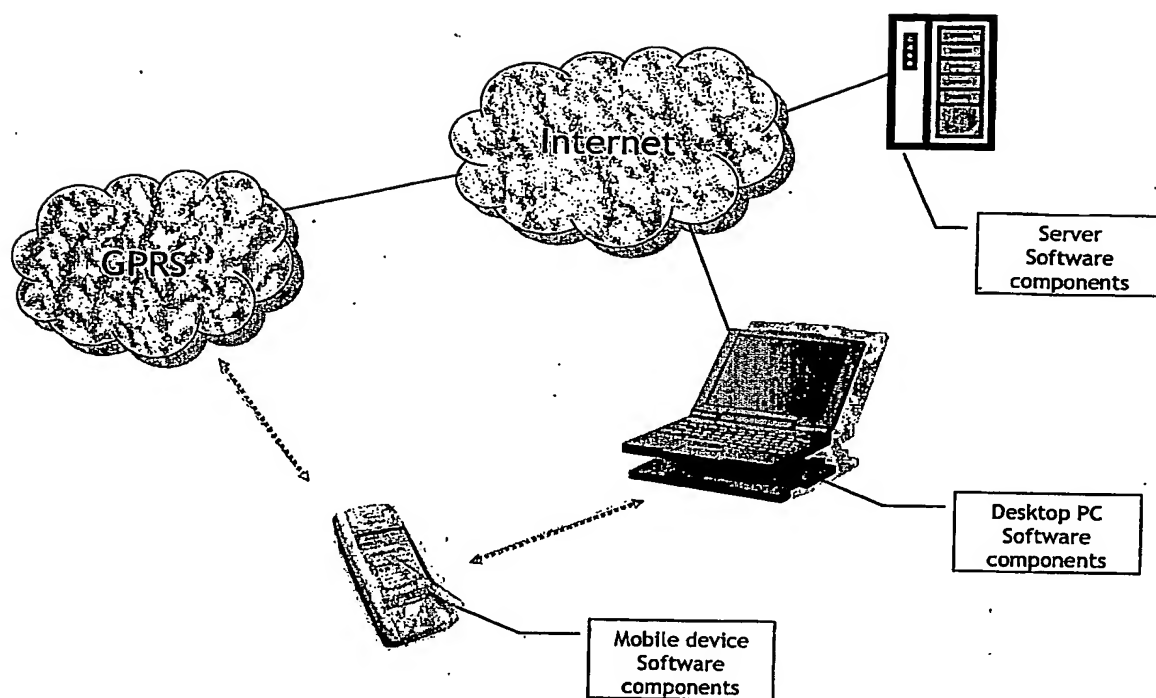 Internet
GPRS
Server
Software
components
Desktop PC
Software
components
Mobile device
Software
components